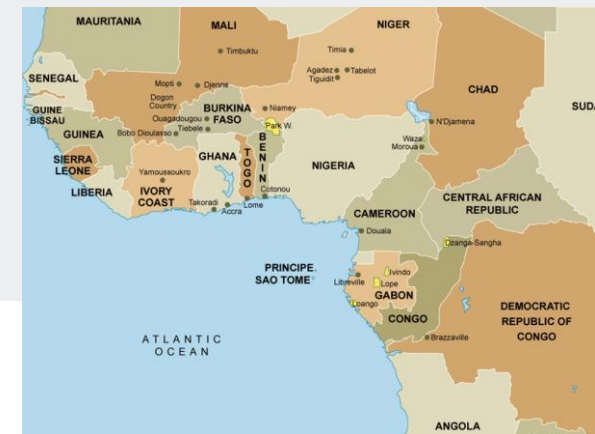 MAURITANIA
MALI
NIGER
Timbuktu
Timia
Agadez
Tabelot
Tiguidit
CHAD
SENEGAL
Mopti
Djenne
Dogon
Country
BURKINA
FASO
Niamey
N'Djamena
SUD
GUINE
BISSAU
Ouagadougou
Park W.
GUINEA
Bobo Dioulasso
Tiebele
BENIN
Waza
Moroua
SIERRA
LEONE
GHANA
TOGO
NIGERIA
Yamoussoukro
LIBERIA
IVORY
COAST
Takoradi
Accra
Lome
Cotonou
CENTRAL AFRICAN
REPUBLIC
CAMEROON
Douala
Dzanga-Sangha
PRINCIPE.
SAO TOME
Libreville
Ivindo
Lope
GABON
Loango
CONGO
DEMOCRATIC
REPUBLIC OF
CONGO
Brazzaville
ATLANTIC
OCEAN
ANGOLA